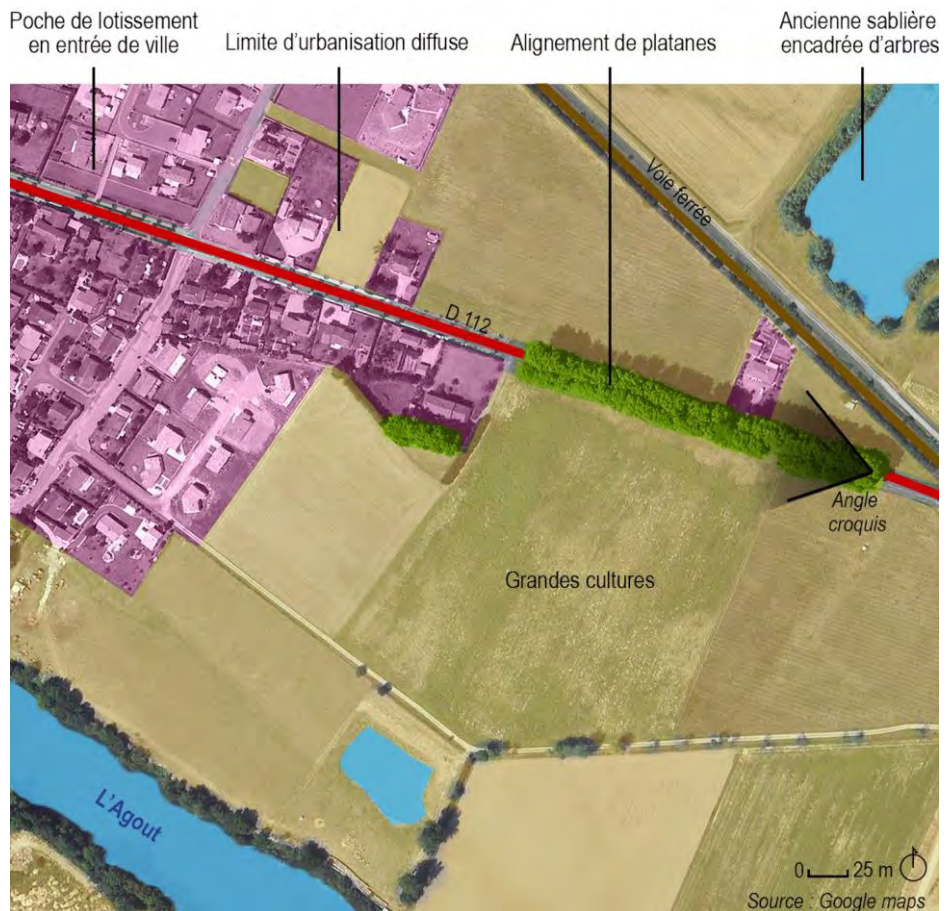 Poche de lotissement
en entrée de ville
Limite d'urbanisation diffuse
Alignement de platanes
Ancienne sablière
encadrée d'arbres
Voie ferrée
D 112
Angle
croquis
Grandes cultures
L'Agout
0 25 m
Source : Google maps